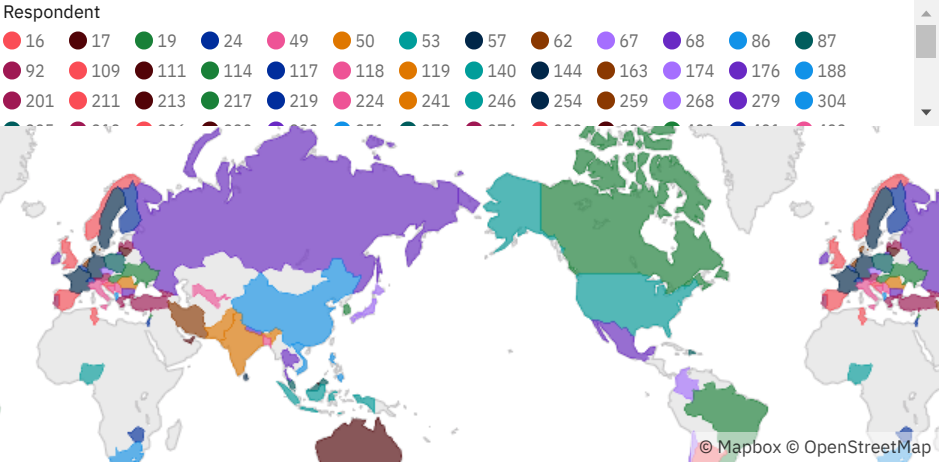 Respondent
16 17 19 24 49 50 53 57 62 67 68 86 87
92 109 111 114 117 118 119 140 144 163 174 176 188
201 211 213 217 219 224 241 246 254 259 268 279 304
© Mapbox © OpenStreetMap